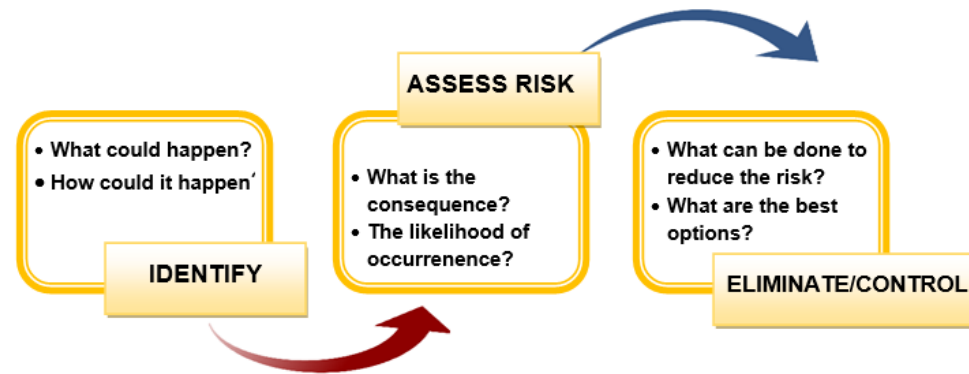 • What could happen?
• How could it happen'
IDENTIFY
ASSESS RISK
• What is the
consequence?
• The likelihood of
occurrenence?
• What can be done to
reduce the risk?
• What are the best
options?
ELIMINATE/CONTROL